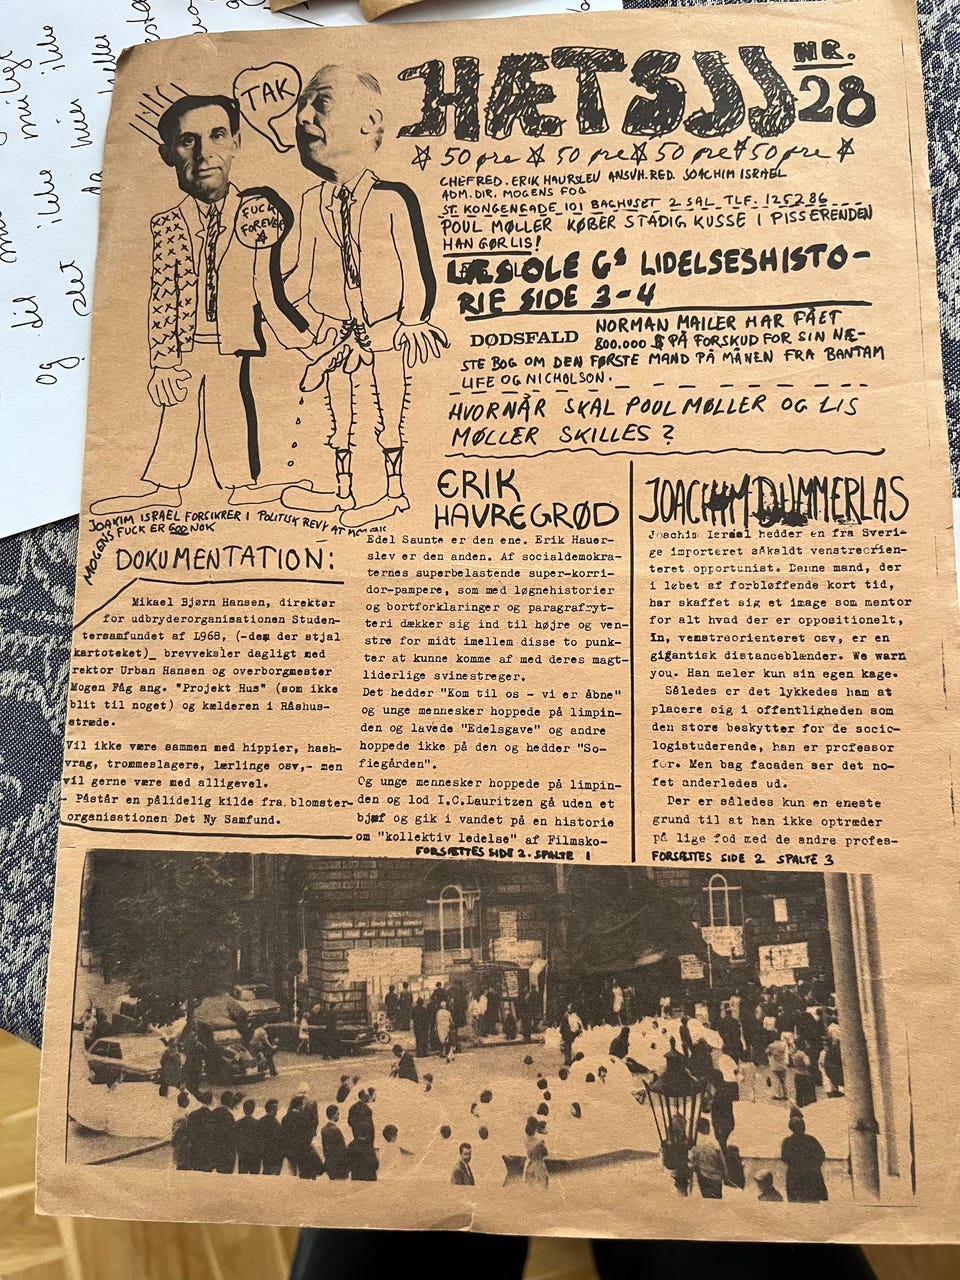 TAK
FUCK
FOREVER
HÆTSJJ NR.
28
50 øre 50 øre 50 øre 50 øre
CHEFRED. ERIK HAURSLEV ANSVH. RED. JOACHIM ISRAEL
ADM. DIR. MOGENS FOG
ST. KONGENGADE 101 BAGHUSET 2 SAL TLF. 125386
POUL MØLLER KØBER STADIG KUSSE I PISSERENDEN
HAN GØR LIS!
LÆS OLE G's LIDELSESHISTO-
RIE SIDE 3-4
DØDSFALD NORMAN MAILER HAR FÅET
800.000 $ PÅ FORSKUD FOR SIN NÆ-
STE BOG OM DEN FØRSTE MAND PÅ MÅNEN FRA BANTAM
LIFE OG NICHOLSON.
HVORNÅR SKAL POUL MØLLER OG LIS
MØLLER SKILLES?
JOAKIM ISRAEL FORSIKRER I POLITISK REVY AT
MOGENS FUCK ER GOD NOK
DOKUMENTATION:
Mikael Bjørn Hansen, direktør
for udbryderorganisationen Studen-
tersamfundet af 1968, (-den der stjal
kartoteket)_ brevveksler dagligt med
rektor Urban Hansen og overborgmester
Mogen Fåg ang. "Projekt Hus" (som ikke
blit til noget) og kælderen i Råshus-
stræde.
Vil ikke være sammen med hippier, hash-
vrag, trommeslagere, lærlinge osv,- men
vil gerne være med alligevel.
- Påstår en pålidelig kilde fra blomster-
organisationen Det Ny Samfund.
ERIK
HAVREGRØD
Edel Saunte er den ene. Erik Hauer-
slev er den anden. Af socialdemokra-
ternes superbelastende super-korri-
dor-pampere, som med løgnehistorier
og bortforklaringer og paragrafryt-
teri dækker sig ind til højre og ven-
stre for midt imellem disse to punk-
ter at kunne komme af med deres magt-
liderlige svinestreger.
Det hedder "Kom til os - vi er åbne"
og unge mennesker hoppede på limpin-
den og lavede "Edelsgave" og andre
hoppede ikke på den og hedder "So-
fiegården".
Og unge mennesker hoppede på limpin-
den og lod I.C.Lauritzen gå uden et
bjæf og gik i vandet på en historie
om "kollektiv ledelse" af Filmsko-
FORSÆTTES SIDE 2. SPALTE 1
JOACHIM DUMMERLAS
Joachim Israel hedder en fra Sveri-
ge importeret såkaldt venstreorien-
teret opportunist. Denne mand, der
i løbet af forbløffende kort tid,
har skaffet sig et image som mentor
for alt hvad der er oppositionelt,
In, venstreorienteret osv, er en
gigantisk distanceblænder. We warn
you. Han meler kun sin egen kage.
Således er det lykkedes ham at
placere sig i offentligheden som
den store beskytter for de socio-
logistuderende, han er professor
for. Men bag facaden ser det no-
fet anderledes ud.
Der er således kun en eneste
grund til at han ikke optræder
på lige fod med de andre profes-
FORSÆTTES SIDE 2 SPALTE 3